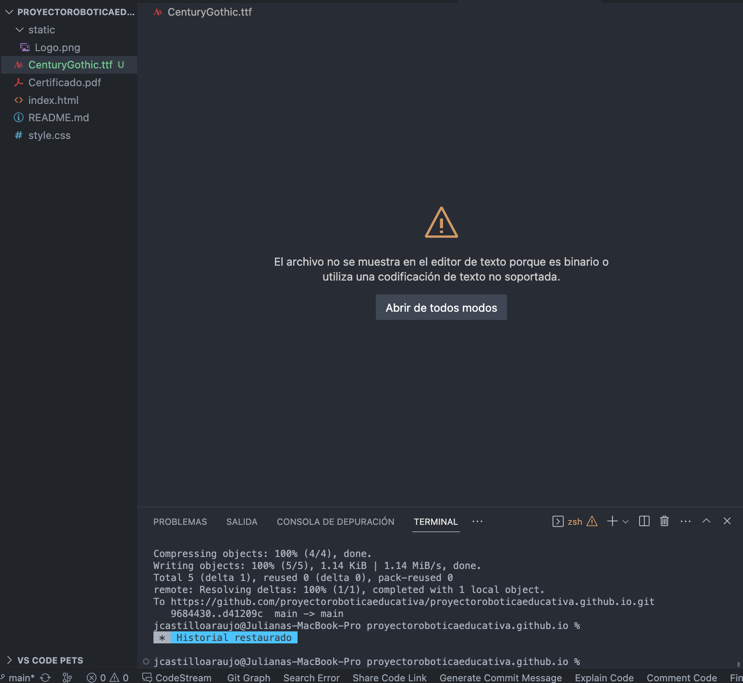 PROYECTOROBOTICAED...
static
Logo.png
CenturyGothic.ttf U
Certificado.pdf
index.html
README.md
style.css
VS CODE PETS
CenturyGothic.ttf
El archivo no se muestra en el editor de texto porque es binario o
utiliza una codificación de texto no soportada.
Abrir de todos modos
PROBLEMAS SALIDA CONSOLA DE DEPURACIÓN TERMINAL ... zsh
Compressing objects: 100% (4/4), done.
Writing objects: 100% (5/5), 1.14 KiB | 1.14 MiB/s, done.
Total 5 (delta 1), reused 0 (delta 0), pack-reused 0
remote: Resolving deltas: 100% (1/1), completed with 1 local object.
To https://github.com/proyectoroboticaeducativa/proyectoroboticaeducativa.github.io.git
9684430..d41209c main -> main
jcastilloaraujo@Julianas-MacBook-Pro proyectoroboticaeducativa.github.io %
* Historial restaurado
jcastilloaraujo@Julianas-MacBook-Pro proyectoroboticaeducativa.github.io %
main* 0 0 CodeStream Git Graph Search Error Share Code Link Generate Commit Message Explain Code Comment Code Fin